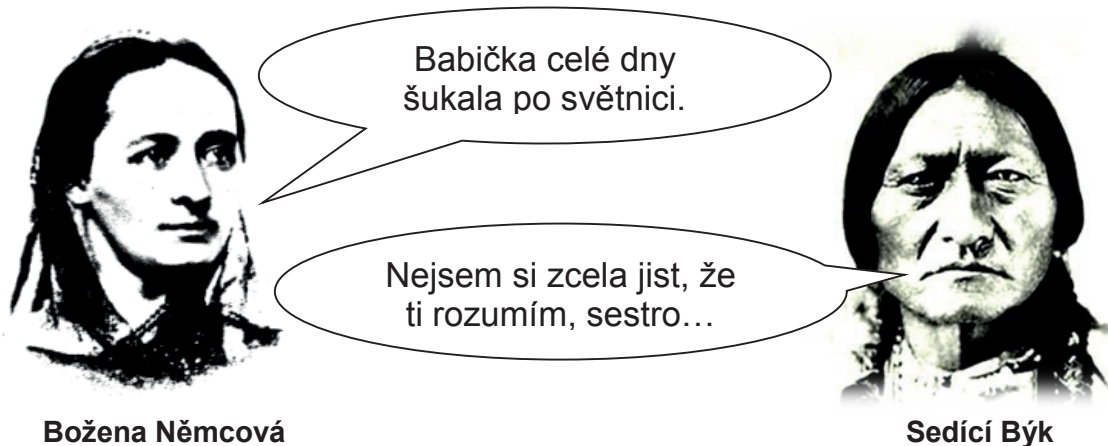 Babička celé dny
šukala po světnici.
Nejsem si zcela jist, že
ti rozumím, sestro…
Božena Němcová
Sedící Býk